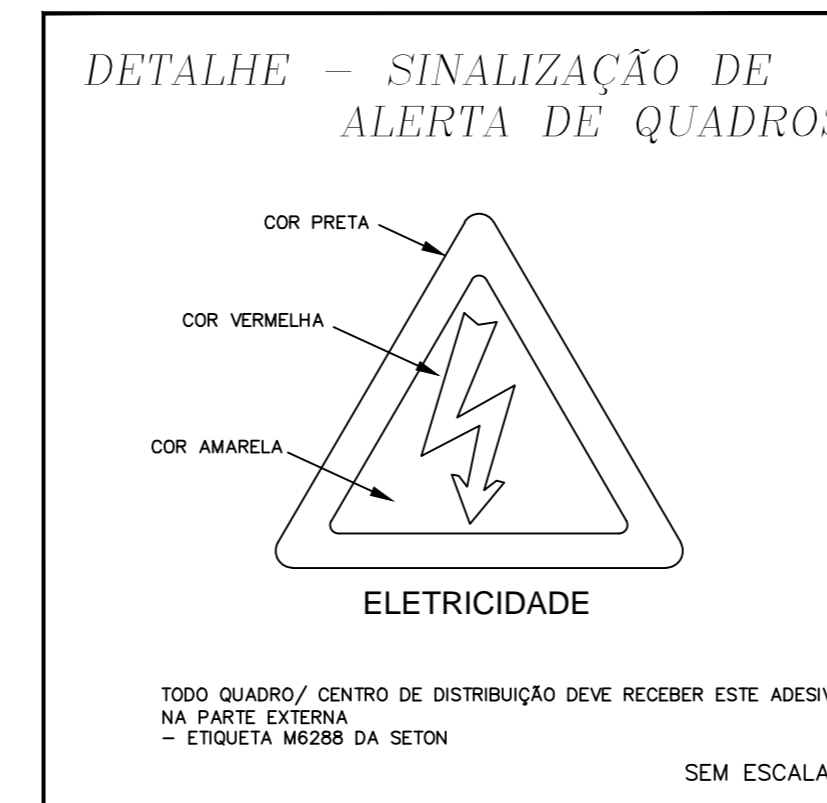 DETALHE – SINALIZAÇÃO DE
ALERTA DE QUADROS
COR PRETA
COR VERMELHA
COR AMARELA
ELETRICIDADE
TODO QUADRO/ CENTRO DE DISTRIBUIÇÃO DEVE RECEBER ESTE ADESIV
NA PARTE EXTERNA
– ETIQUETA M6288 DA SETON
SEM ESCALA